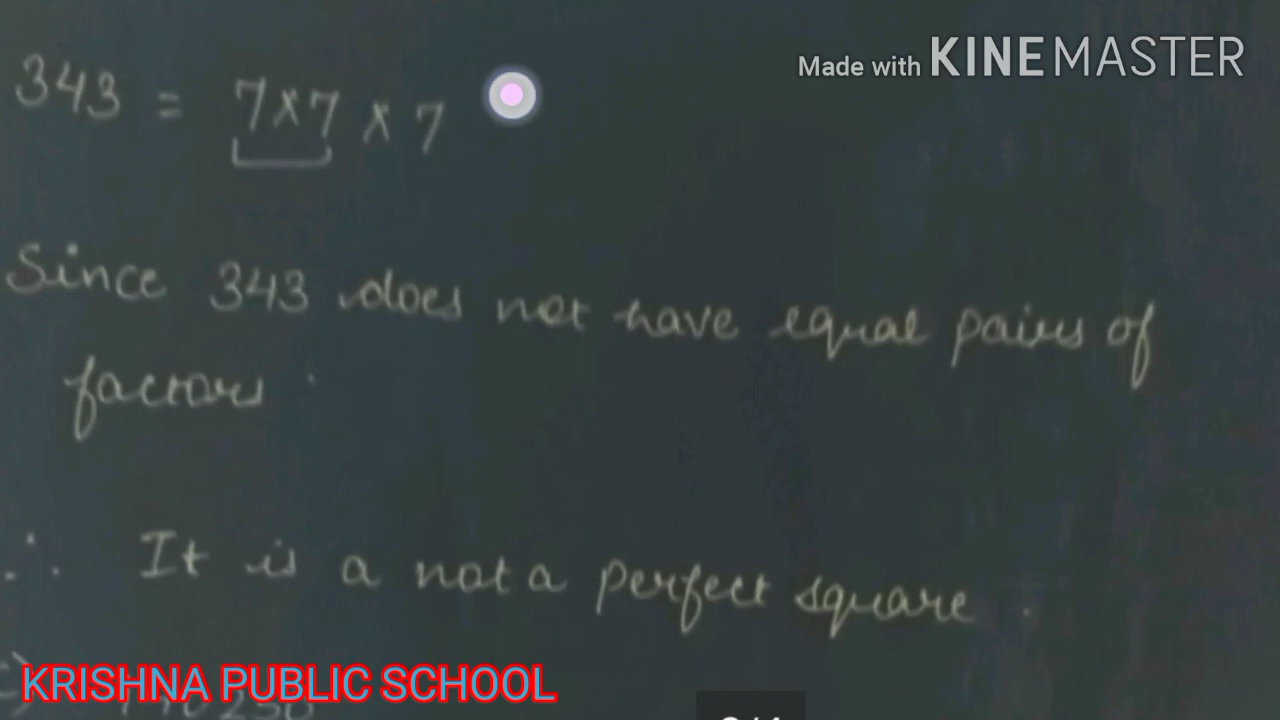 Made with KINEMASTER
343 = 7×7 × 7
Since 343 does not have equal pairs of
factors.
∴ It is a not a perfect square.
KRISHNA PUBLIC SCHOOL